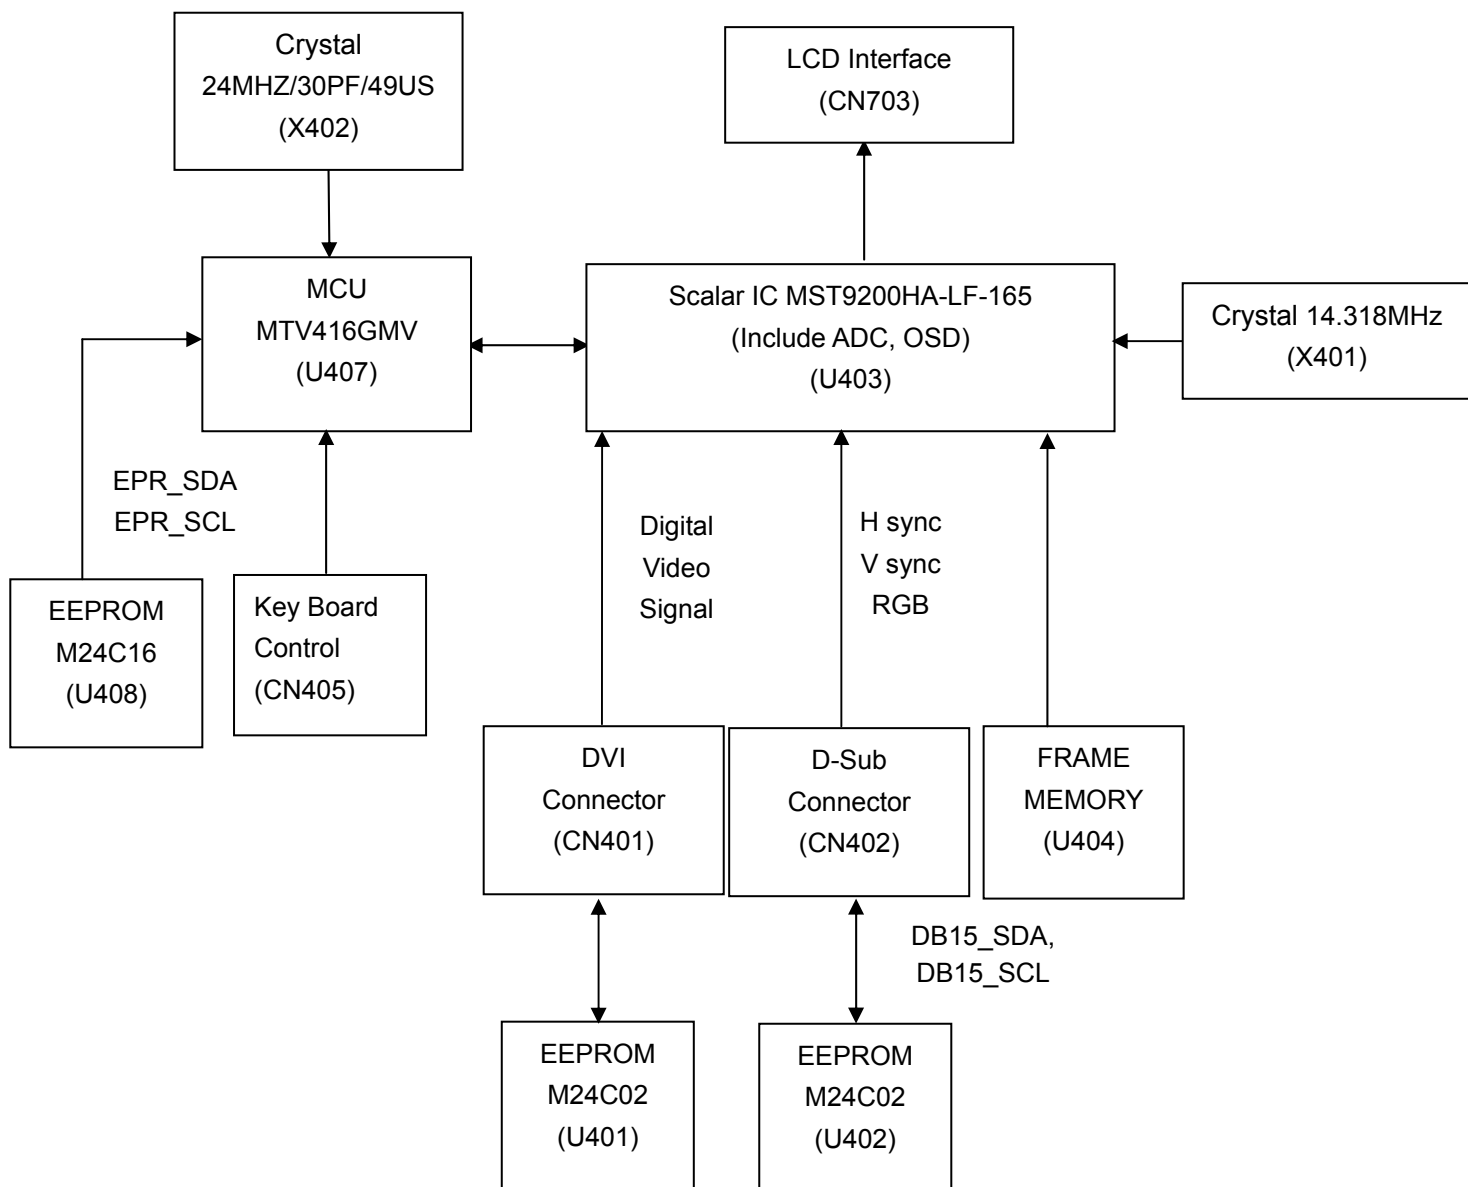 Crystal
24MHZ/30PF/49US
(X402)
LCD Interface
(CN703)
MCU
MTV416GMV
(U407)
Scalar IC MST9200HA-LF-165
(Include ADC, OSD)
(U403)
Crystal 14.318MHz
(X401)
EPR_SDA
EPR_SCL
Digital
Video
Signal
H sync
V sync
RGB
EEPROM
M24C16
(U408)
Key Board
Control
(CN405)
DVI
Connector
(CN401)
D-Sub
Connector
(CN402)
FRAME
MEMORY
(U404)
DB15_SDA,
DB15_SCL
EEPROM
M24C02
(U401)
EEPROM
M24C02
(U402)